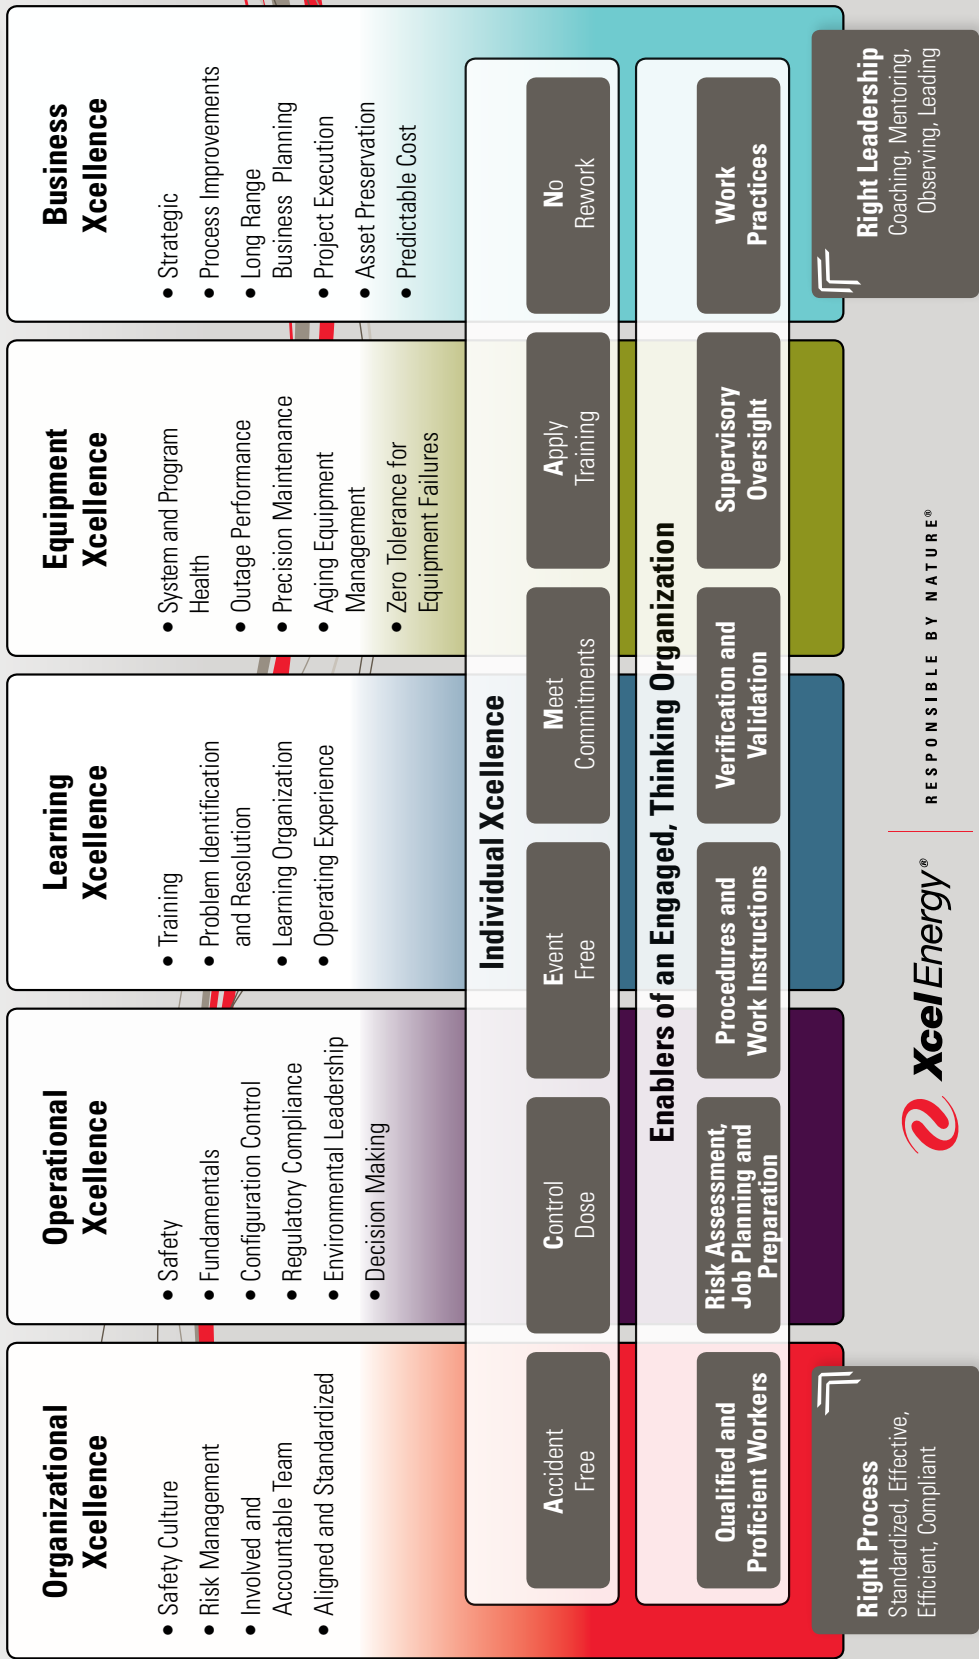 Organizational
Xcellence
• Safety Culture
• Risk Management
• Involved and
Accountable Team
• Aligned and Standardized
Operational
Xcellence
• Safety
• Fundamentals
• Configuration Control
• Regulatory Compliance
• Environmental Leadership
• Decision Making
Learning
Xcellence
• Training
• Problem Identification
and Resolution
• Learning Organization
• Operating Experience
Equipment
Xcellence
• System and Program
Health
• Outage Performance
• Precision Maintenance
• Aging Equipment
Management
• Zero Tolerance for
Equipment Failures
Business
Xcellence
• Strategic
• Process Improvements
• Long Range
Business Planning
• Project Execution
• Asset Preservation
• Predictable Cost
Individual Xcellence
Accident
Free
Control
Dose
Event
Free
Meet
Commitments
Apply
Training
No
Rework
Enablers of an Engaged, Thinking Organization
Qualified and
Proficient Workers
Risk Assessment,
Job Planning and
Preparation
Procedures and
Work Instructions
Verification and
Validation
Supervisory
Oversight
Work
Practices
Right Process
Standardized, Effective,
Efficient, Compliant
Xcel Energy®
RESPONSIBLE BY NATURE®
Right Leadership
Coaching, Mentoring,
Observing, Leading